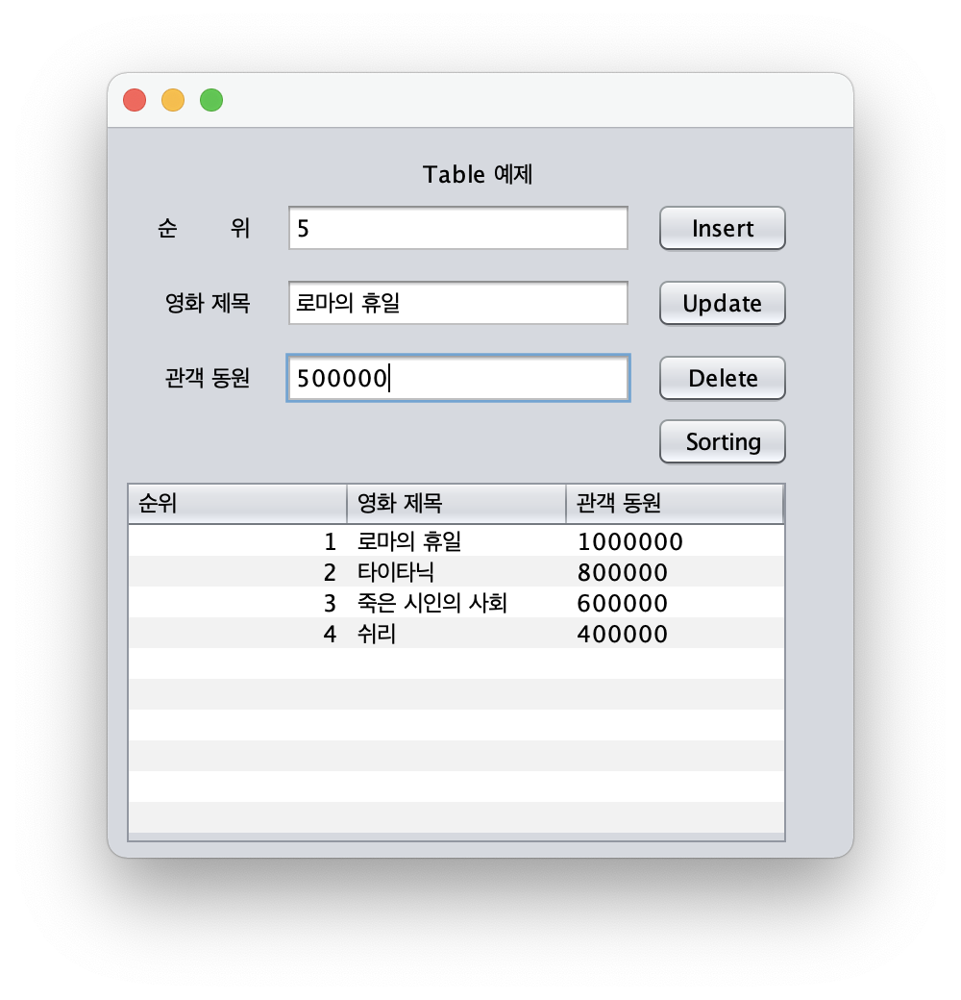 Table 예제
순 위 5 Insert
영화 제목 로마의 휴일 Update
관객 동원 500000 Delete
Sorting
순위 영화 제목 관객 동원
1 로마의 휴일 1000000
2 타이타닉 800000
3 죽은 시인의 사회 600000
4 쉬리 400000